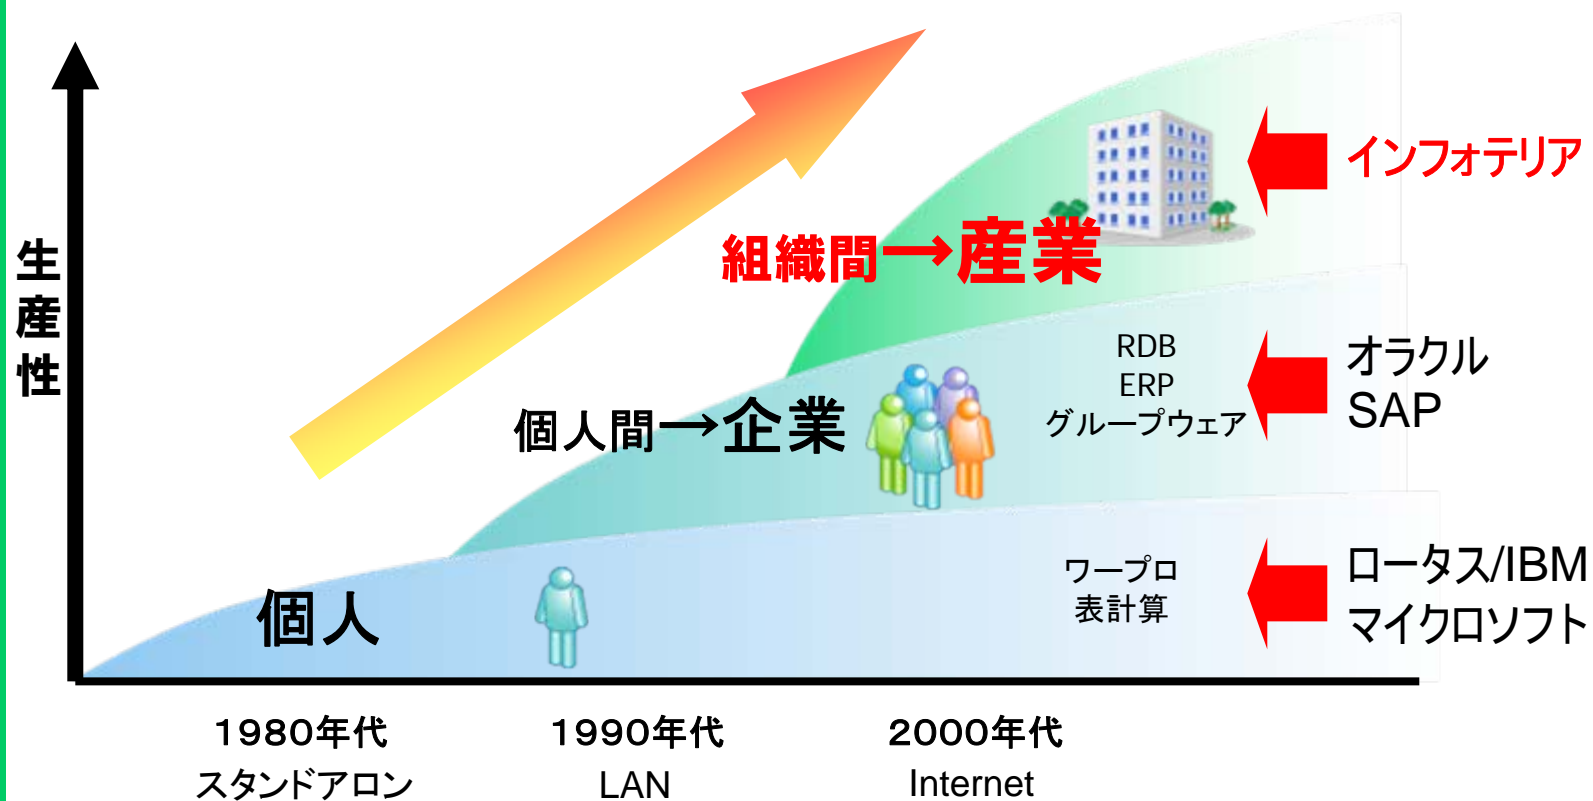 生産性
インフォテリア
組織間→産業
RDB
ERP
グループウェア
オラクル
SAP
個人間→企業
ワープロ
表計算
ロータス/IBM
マイクロソフト
個人
1980年代
スタンドアロン
1990年代
LAN
2000年代
Internet